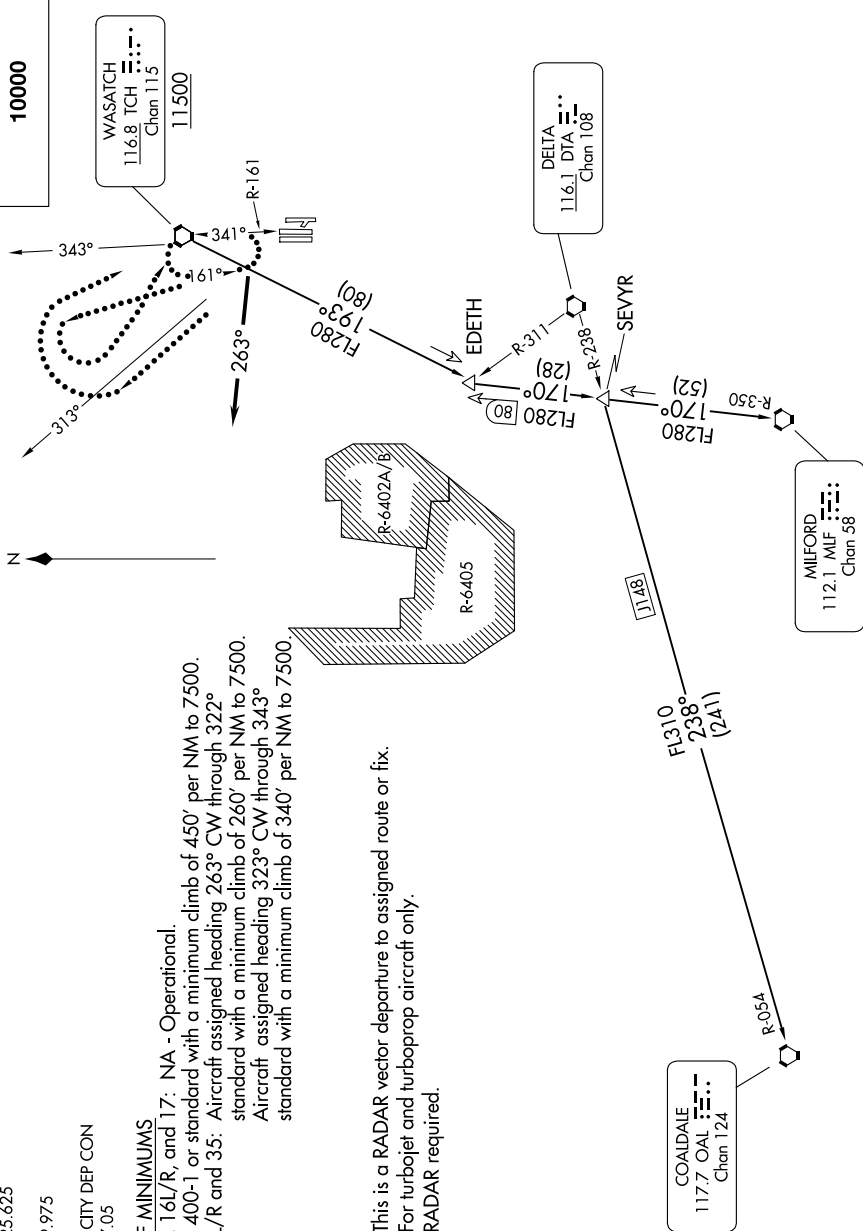 10000
WASATCH
116.8 TCH
Chan 115
11500
343°
341°
R-161
161°
313°
263°
FL280
193°
(80)
EDETH
DELTA
116.1 DTA
Chan 108
R-311
R-238
SEVYR
FL280
170°
(28)
80
FL280
170°
(52)
R-350
MILFORD
112.1 MLF
Chan 58
N
R-6402A/B
R-6405
J148
FL310
238°
(241)
R-054
COALDALE
117.7 OAL
Chan 124
5.625
.975
CITY DEP CON
.05
MINIMUMS
16L/R, and 17: NA - Operational.
400-1 or standard with a minimum climb of 450' per NM to 7500.
L/R and 35: Aircraft assigned heading 263° CW through 322°
standard with a minimum climb of 260' per NM to 7500.
Aircraft assigned heading 323° CW through 343°
standard with a minimum climb of 340' per NM to 7500.
This is a RADAR vector departure to assigned route or fix.
For turbojet and turboprop aircraft only.
RADAR required.